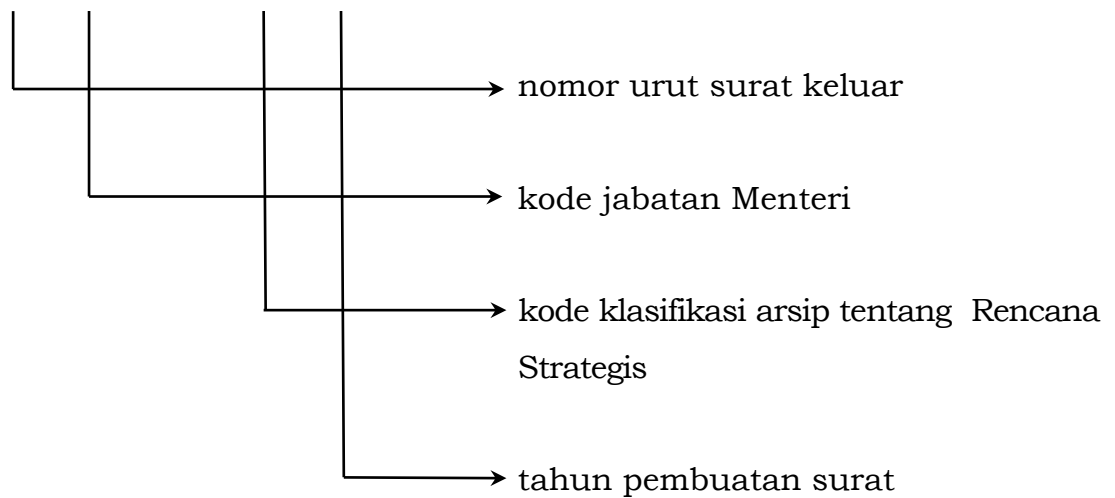 nomor urut surat keluar
kode jabatan Menteri
kode klasifikasi arsip tentang Rencana
Strategis
tahun pembuatan surat